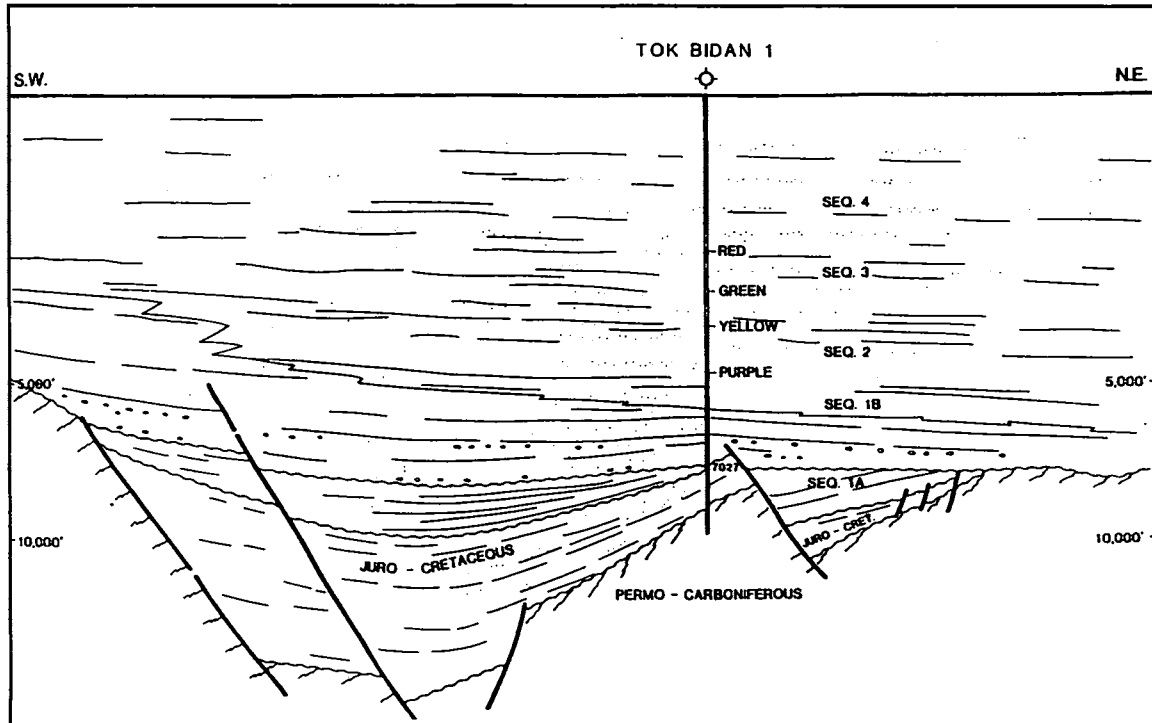 TOK BIDAN 1
S.W.
N.E.
SEQ. 4
RED
SEQ. 3
GREEN
YELLOW
SEQ. 2
PURPLE
5,000'
5,000'
SEQ. 1B
7027
SEQ. 1A
JURO - CRET.
10,000'
10,000'
JURO - CRETACEOUS
PERMO - CARBONIFEROUS